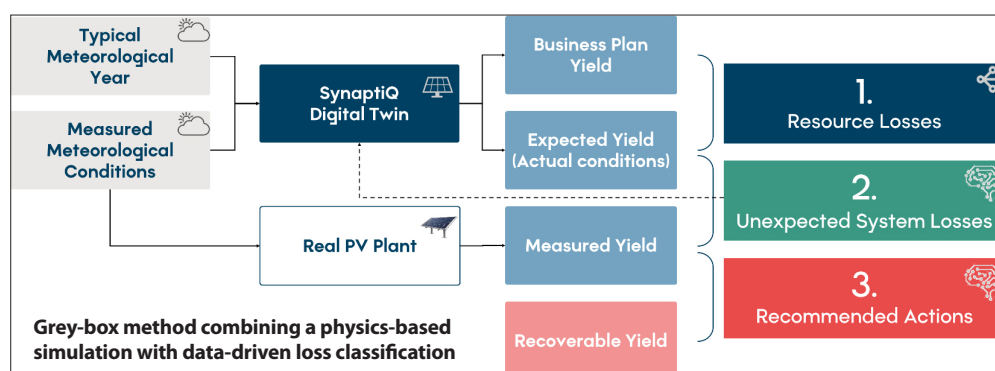 Typical
Meteorological
Year
Measured
Meteorological
Conditions
SynaptiQ
Digital Twin
Real PV Plant
Business Plan
Yield
Expected Yield
(Actual conditions)
Measured Yield
Recoverable Yield
1.
Resource Losses
2.
Unexpected System Losses
3.
Recommended Actions
Grey-box method combining a physics-based
simulation with data-driven loss classification